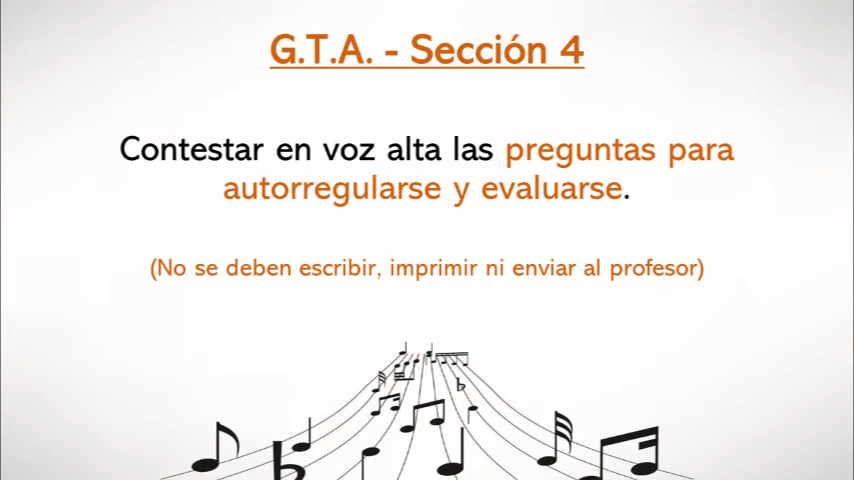 G.T.A. - Sección 4
Contestar en voz alta las preguntas para
autorregularse y evaluarse.
(No se deben escribir, imprimir ni enviar al profesor)